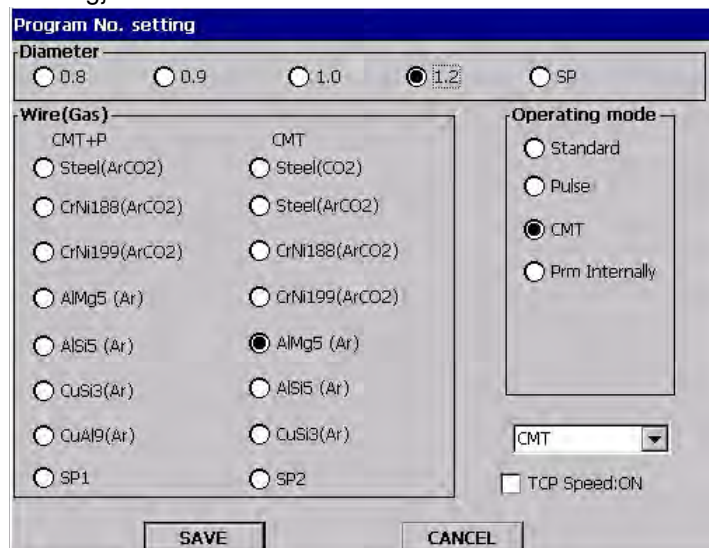 Program No. setting
Diameter
0.8 0.9 1.0 1.2 SP
Wire(Gas)
CMT+P CMT
Steel(ArCO2) Steel(CO2)
CrNi188(ArCO2) Steel(ArCO2)
CrNi199(ArCO2) CrNi188(ArCO2)
AlMg5 (Ar) CrNi199(ArCO2)
AlSi5 (Ar) AlMg5 (Ar)
CuSi3(Ar) AlSi5 (Ar)
CuAl9(Ar) CuSi3(Ar)
SP1 SP2
Operating mode
Standard
Pulse
CMT
Prm Internally
CMT
TCP Speed:ON
SAVE CANCEL